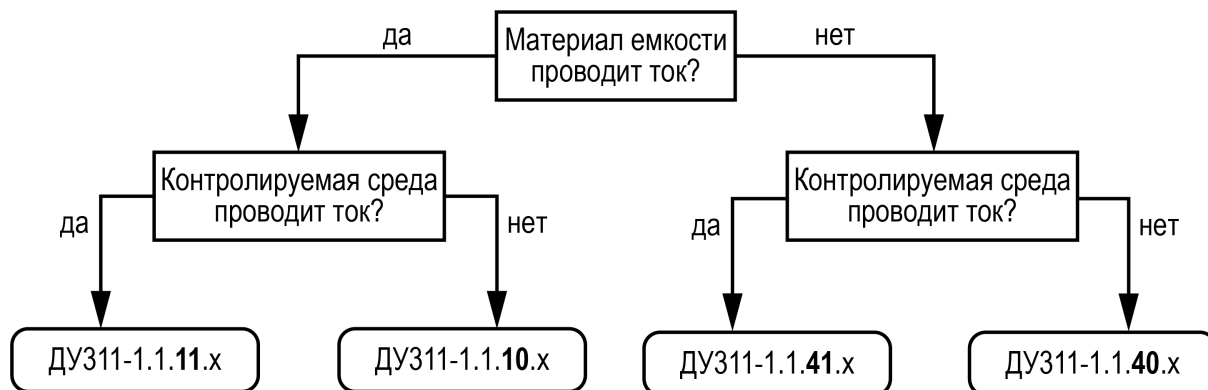 да
Материал емкости
проводит ток?
нет
Контролируемая среда
проводит ток?
Контролируемая среда
проводит ток?
да
нет
да
нет
ДУ311-1.1.11.х
ДУ311-1.1.10.х
ДУ311-1.1.41.х
ДУ311-1.1.40.х